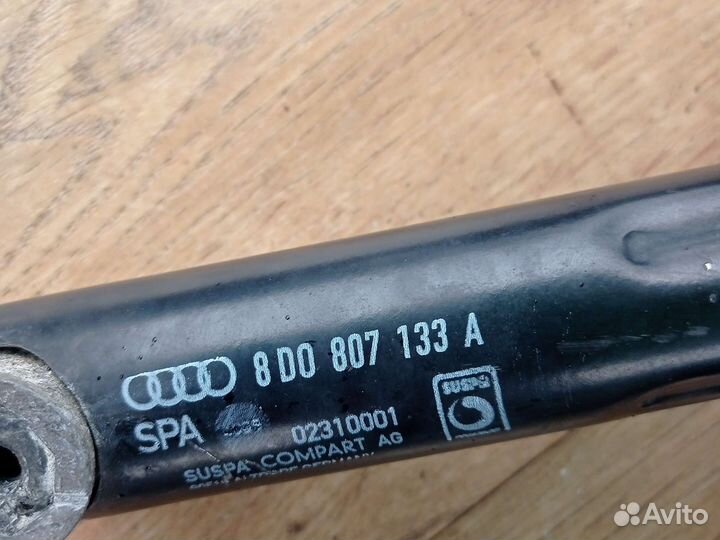 8D0 807 133 A
SUSPA
SPA
02310001
SUSPA COMPART AG
Avito